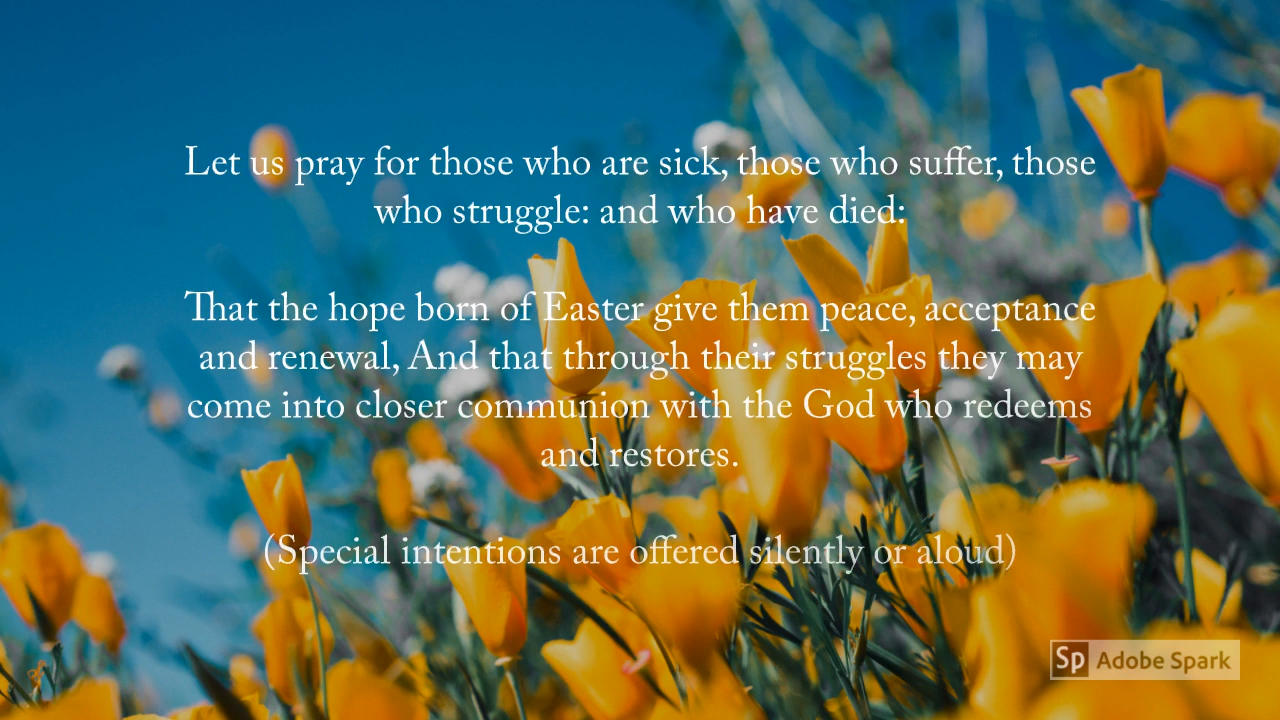 Let us pray for those who are sick, those who suffer, those
who struggle: and who have died:
That the hope born of Easter give them peace, acceptance
and renewal, And that through their struggles they may
come into closer communion with the God who redeems
and restores.
(Special intentions are offered silently or aloud)
Sp Adobe Spark